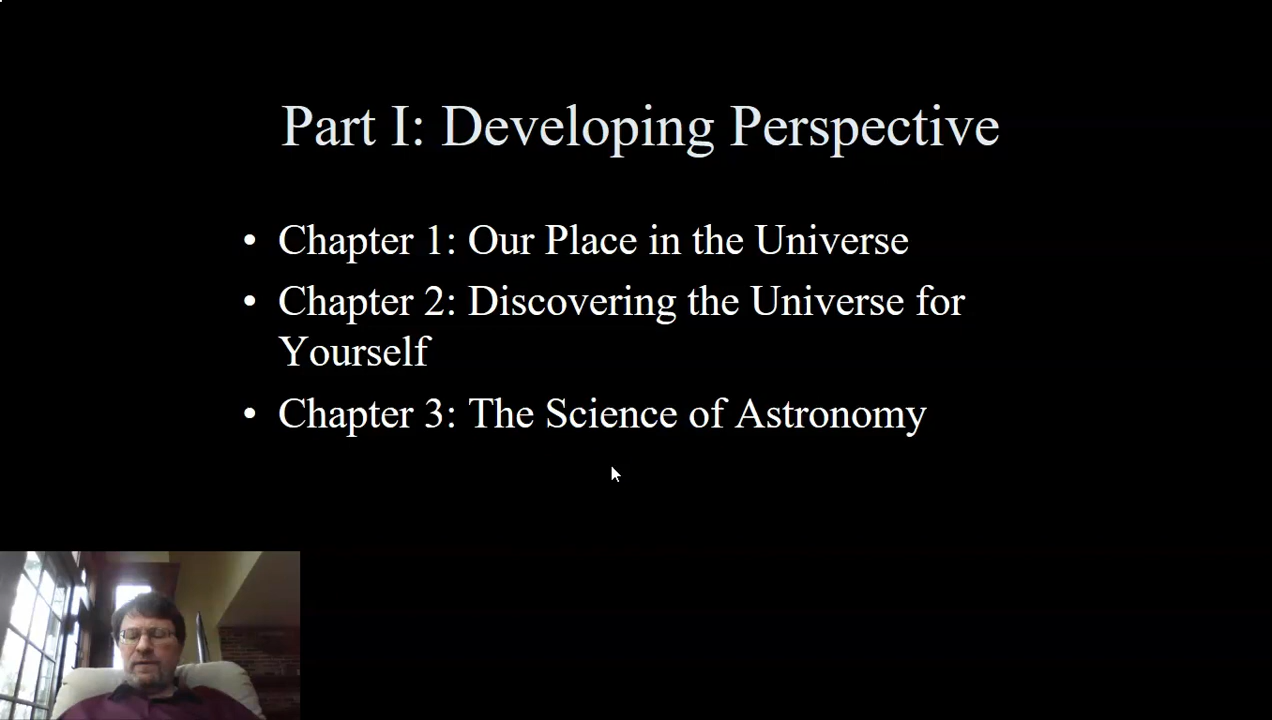 Part I: Developing Perspective
• Chapter 1: Our Place in the Universe
• Chapter 2: Discovering the Universe for
Yourself
• Chapter 3: The Science of Astronomy